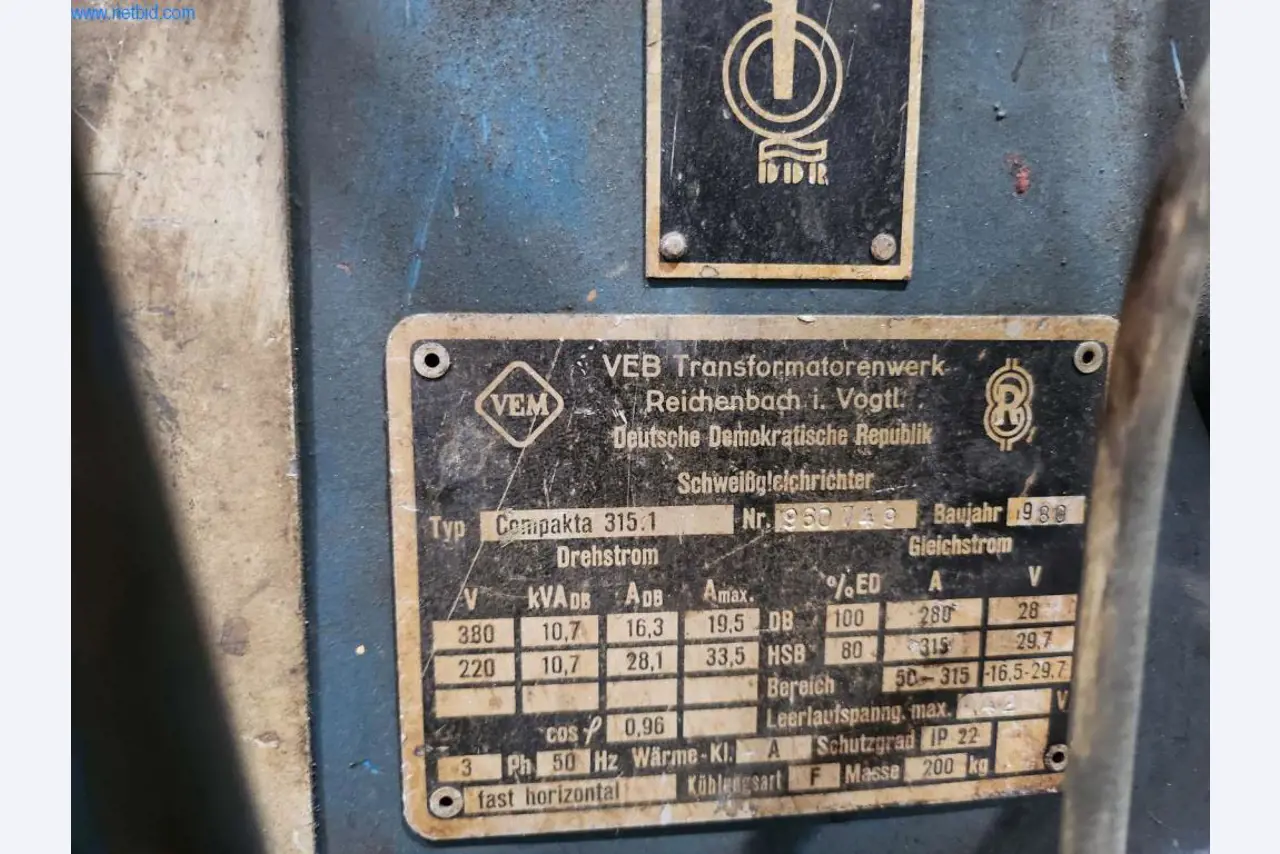 www.netbid.com
DDR
VEM
VEB Transformatorenwerk
Reichenbach i. Vogtl.
Deutsche Demokratische Republik
R
Schweißgleichrichter
Typ Compakta 315.1 Nr. Baujahr
Drehstrom Gleichstrom
V kVA DB A DB A max. % ED A V
380 10,7 16,3 19,5 DB 100 280 28
220 10,7 28,1 33,5 HSB 80 315 29,7
Bereich 50-315 16,5-29,7
cos φ 0,96 Leerlaufspanng. max. V
3 Ph 50 Hz Wärme-Kl. A Schutzgrad IP 22
fast horizontal Kühlungsart F Masse 200 kg